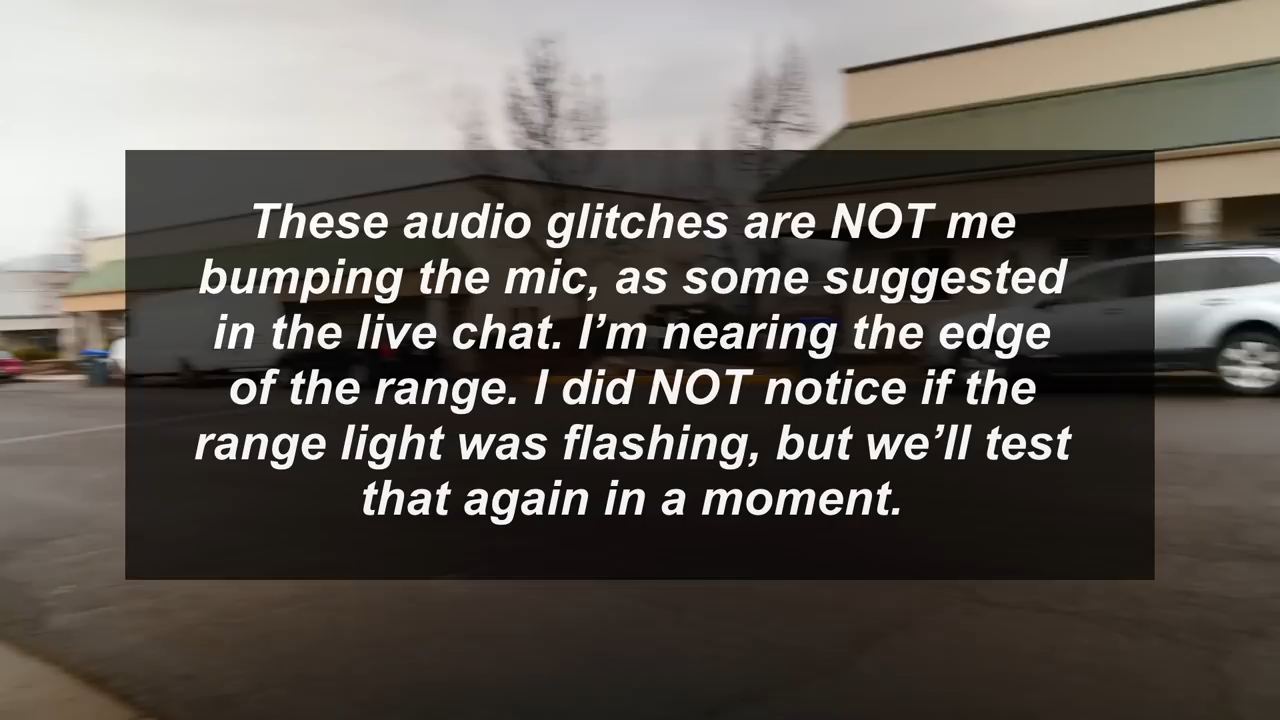 These audio glitches are NOT me
bumping the mic, as some suggested
in the live chat. I’m nearing the edge
of the range. I did NOT notice if the
range light was flashing, but we’ll test
that again in a moment.